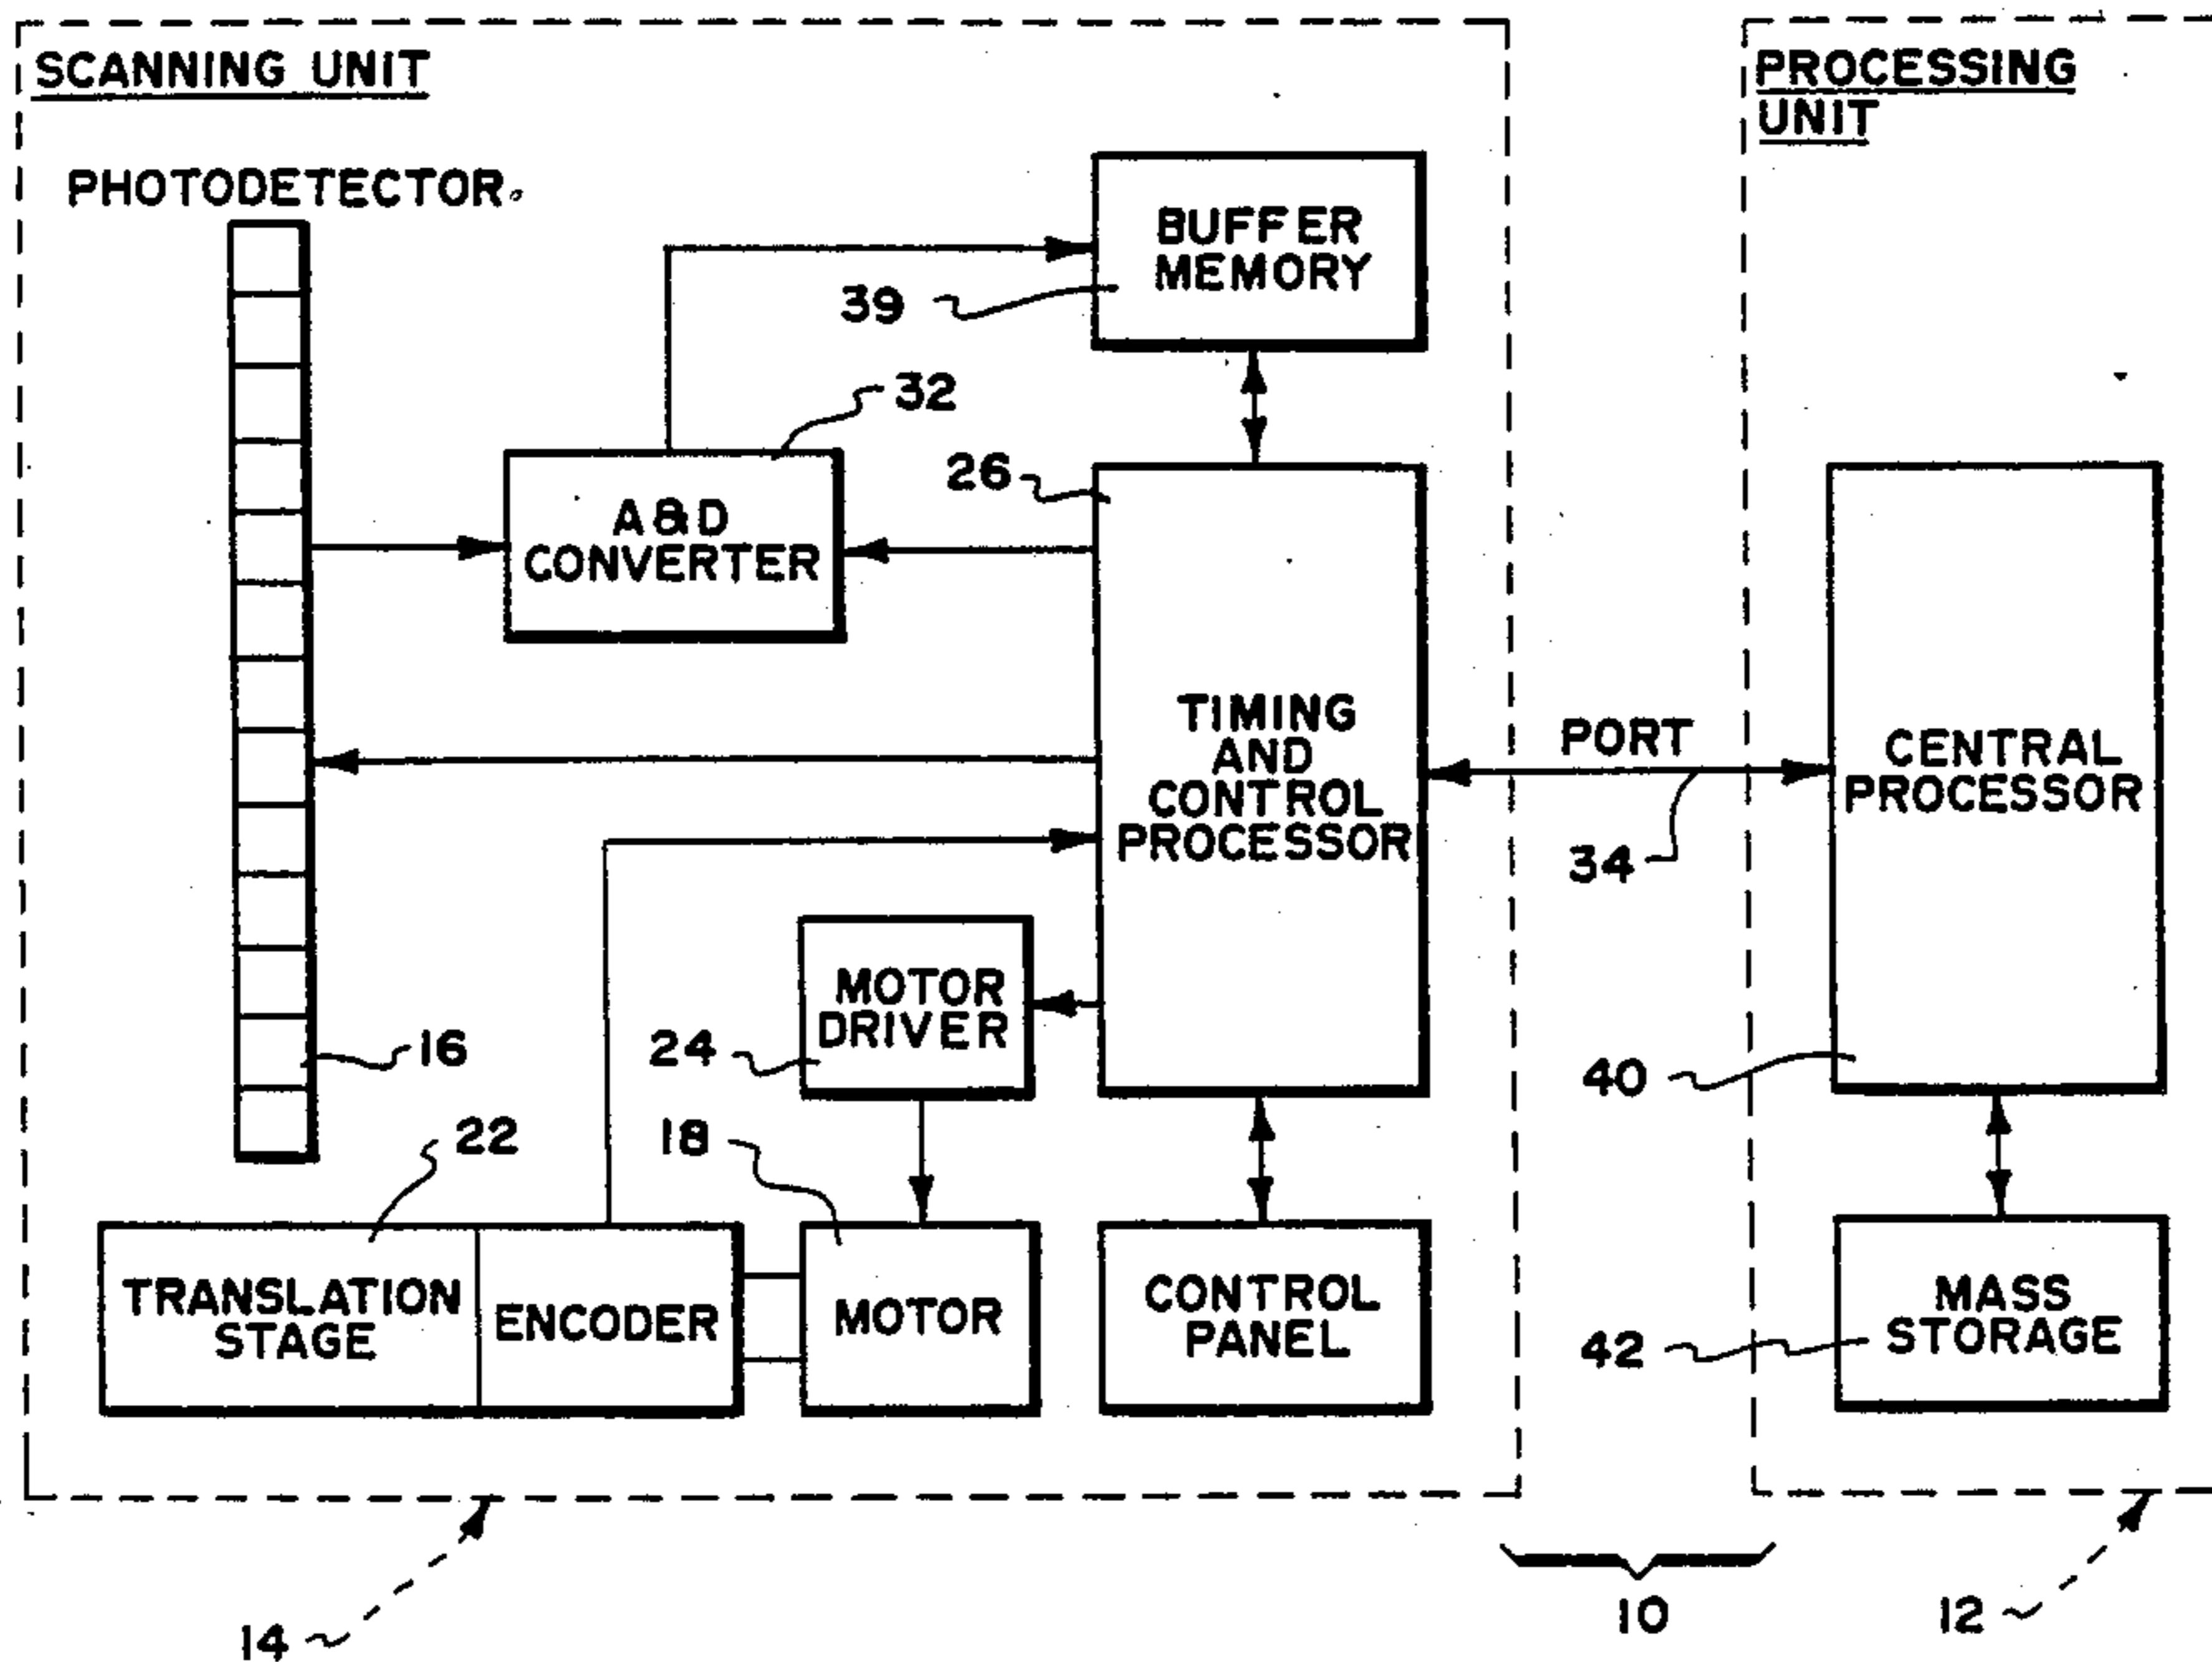 SCANNING UNIT
PROCESSING
UNIT
PHOTODETECTOR
BUFFER
MEMORY
39
32
26
A&D
CONVERTER
TIMING
AND
CONTROL
PROCESSOR
PORT
34
CENTRAL
PROCESSOR
MOTOR
DRIVER
24
16
40
22
18
TRANSLATION
STAGE
ENCODER
MOTOR
CONTROL
PANEL
MASS
STORAGE
42
14
10
12